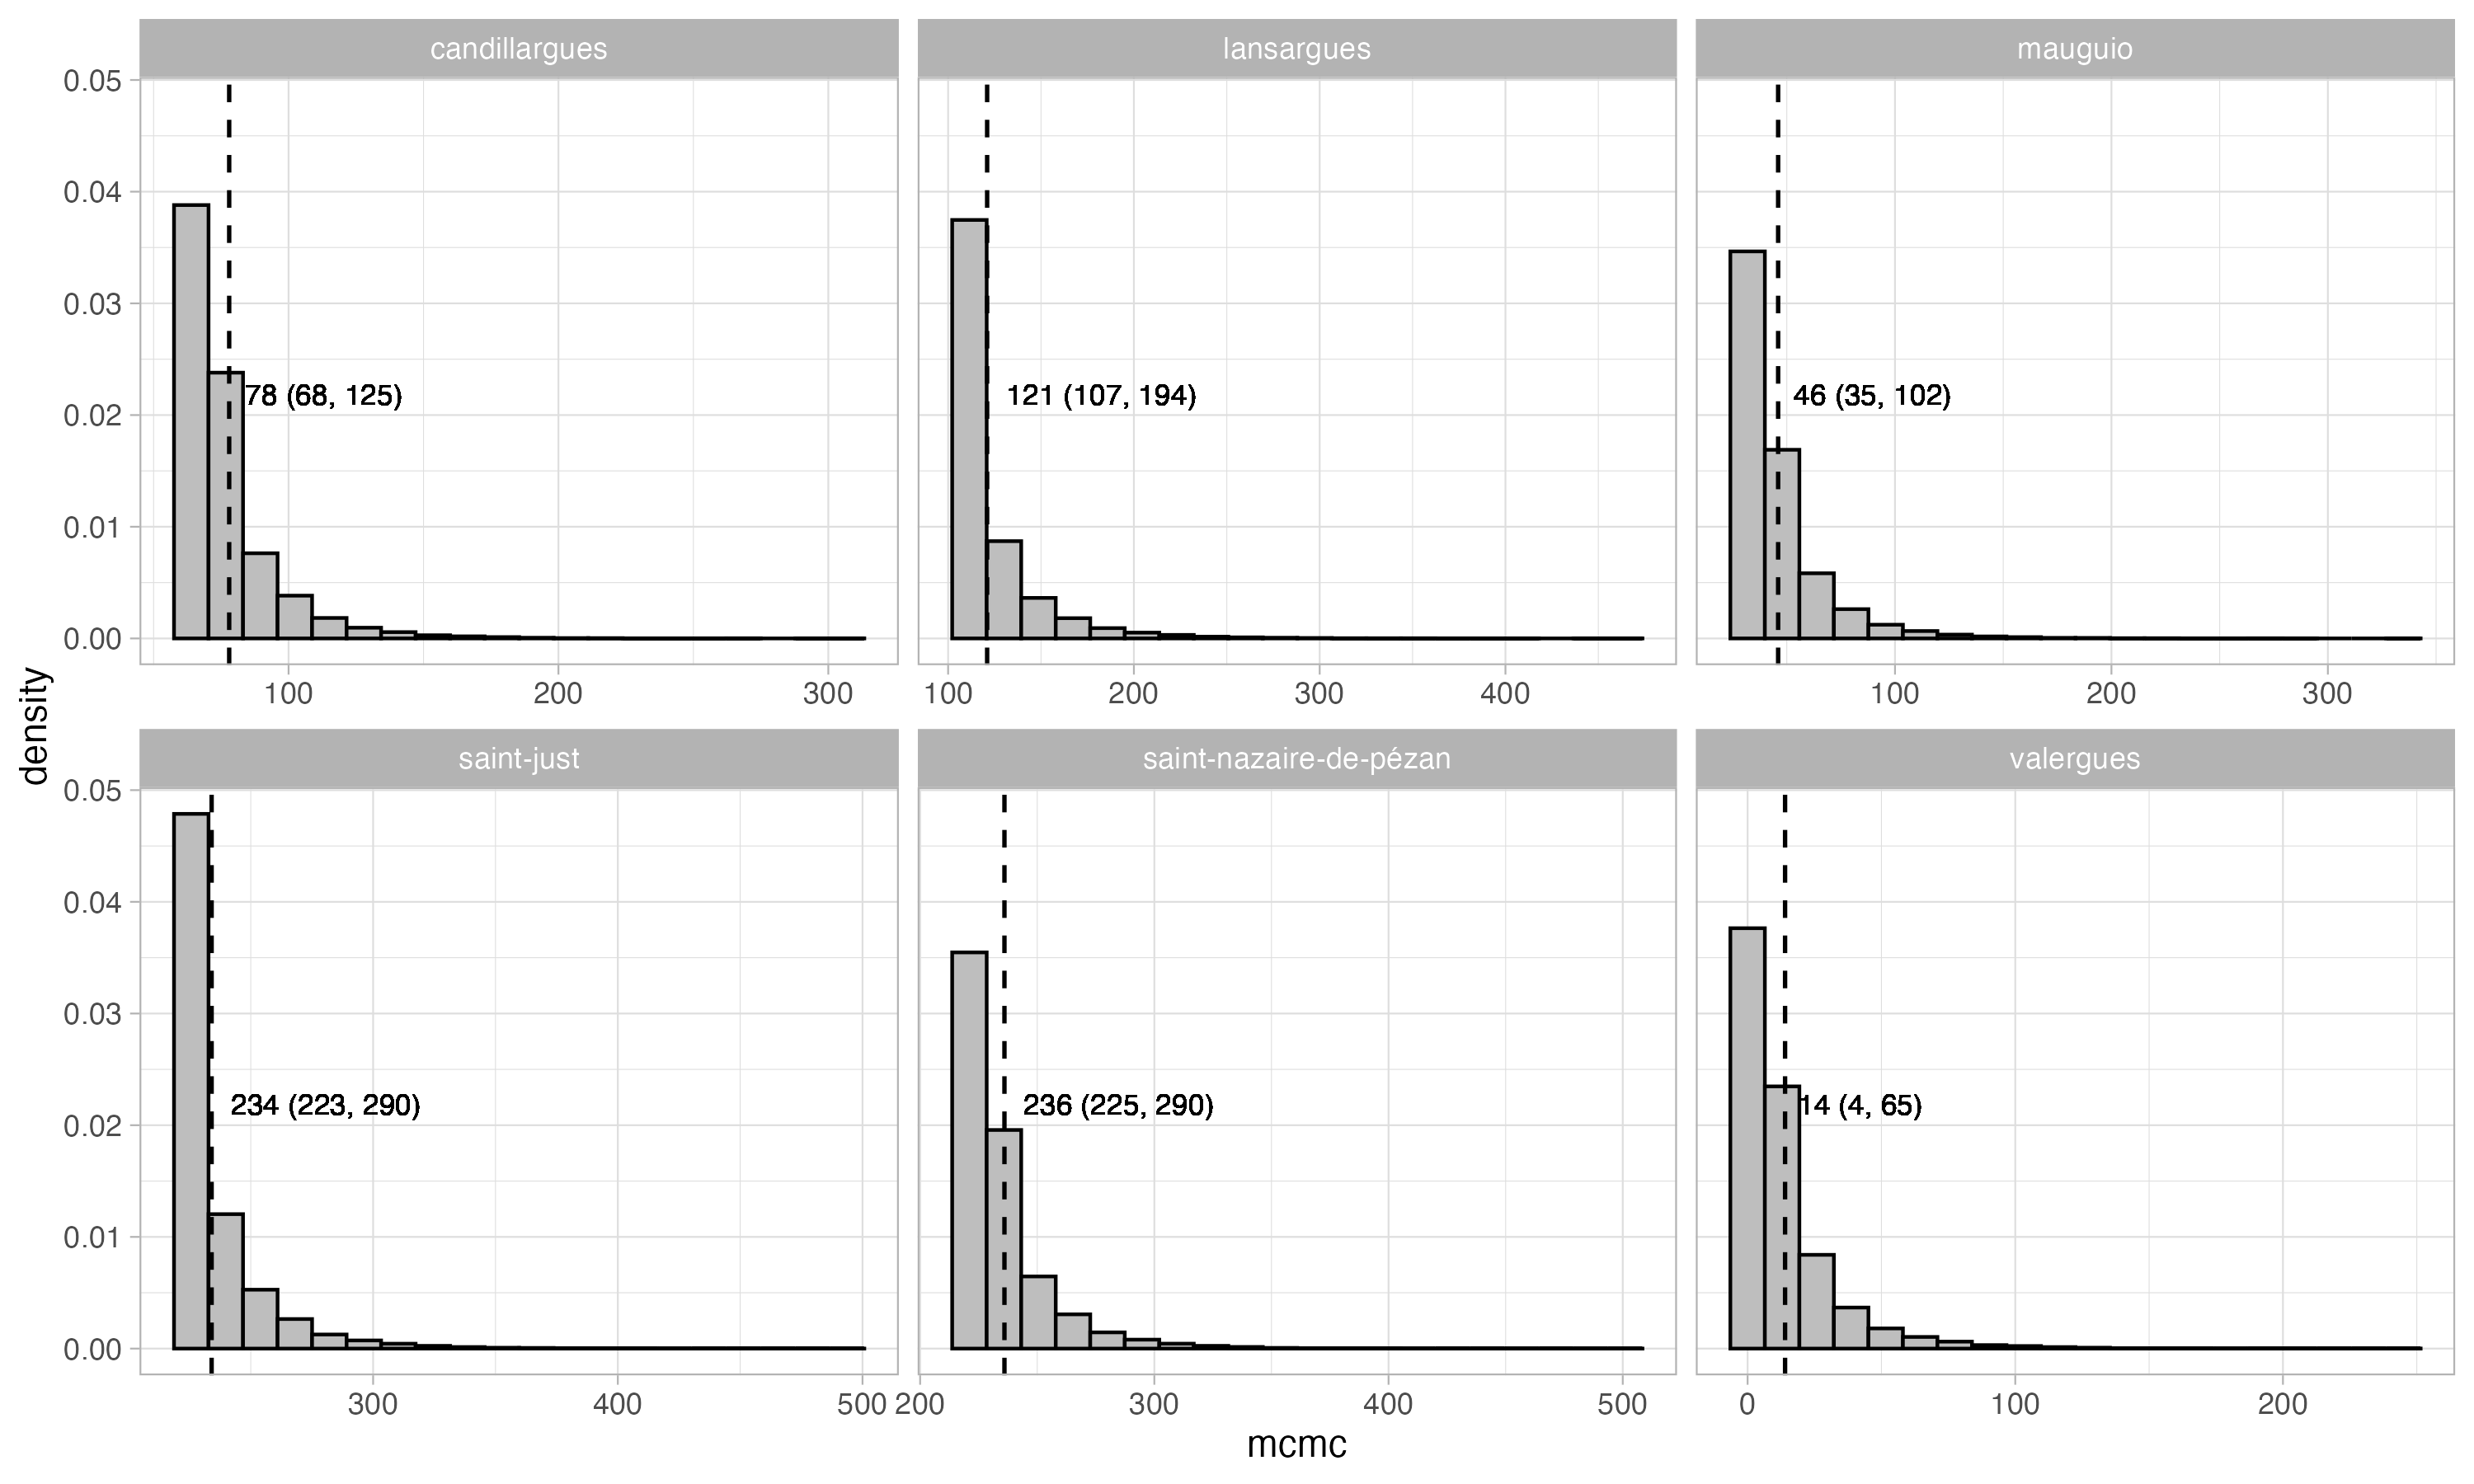 candillargues lansargues mauguio
0.05
0.04
0.03
0.02
0.01
0.00
78 (68, 125) 121 (107, 194) 46 (35, 102)
100 200 300 100 200 300 400 100 200 300
density
saint-just saint-nazaire-de-pézan valergues
0.05
0.04
0.03
0.02
0.01
0.00
234 (223, 290) 236 (225, 290) 14 (4, 65)
300 400 500 200 300 400 500 0 100 200
mcmc